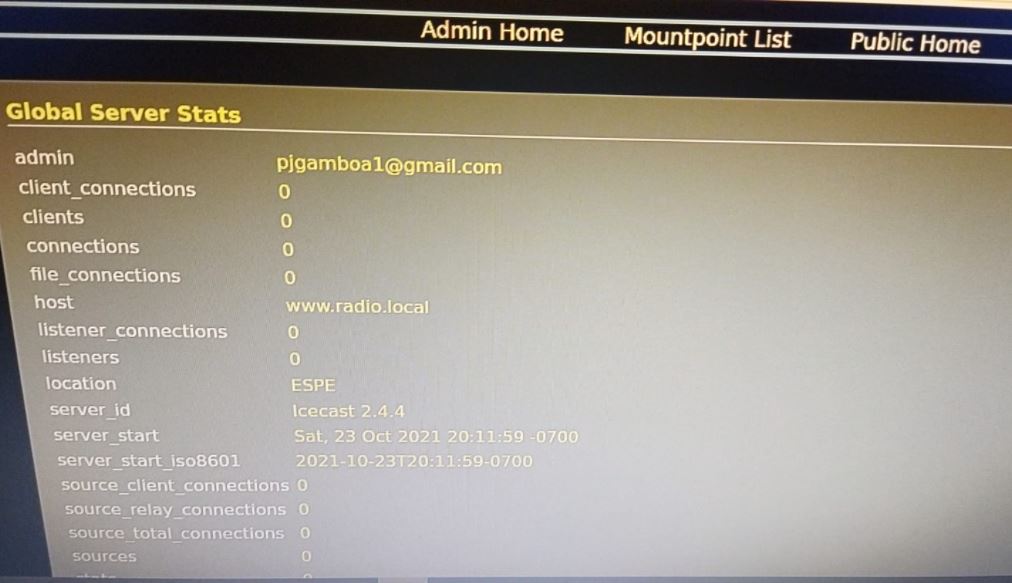 Admin Home Mountpoint List Public Home
Global Server Stats
admin pjgamboa1@gmail.com
client_connections 0
clients 0
connections 0
file_connections 0
host www.radio.local
listener_connections 0
listeners 0
location ESPE
server_id Icecast 2.4.4
server_start Sat, 23 Oct 2021 20:11:59 -0700
server_start_iso8601 2021-10-23T20:11:59-0700
source_client_connections 0
source_relay_connections 0
source_total_connections 0
sources 0